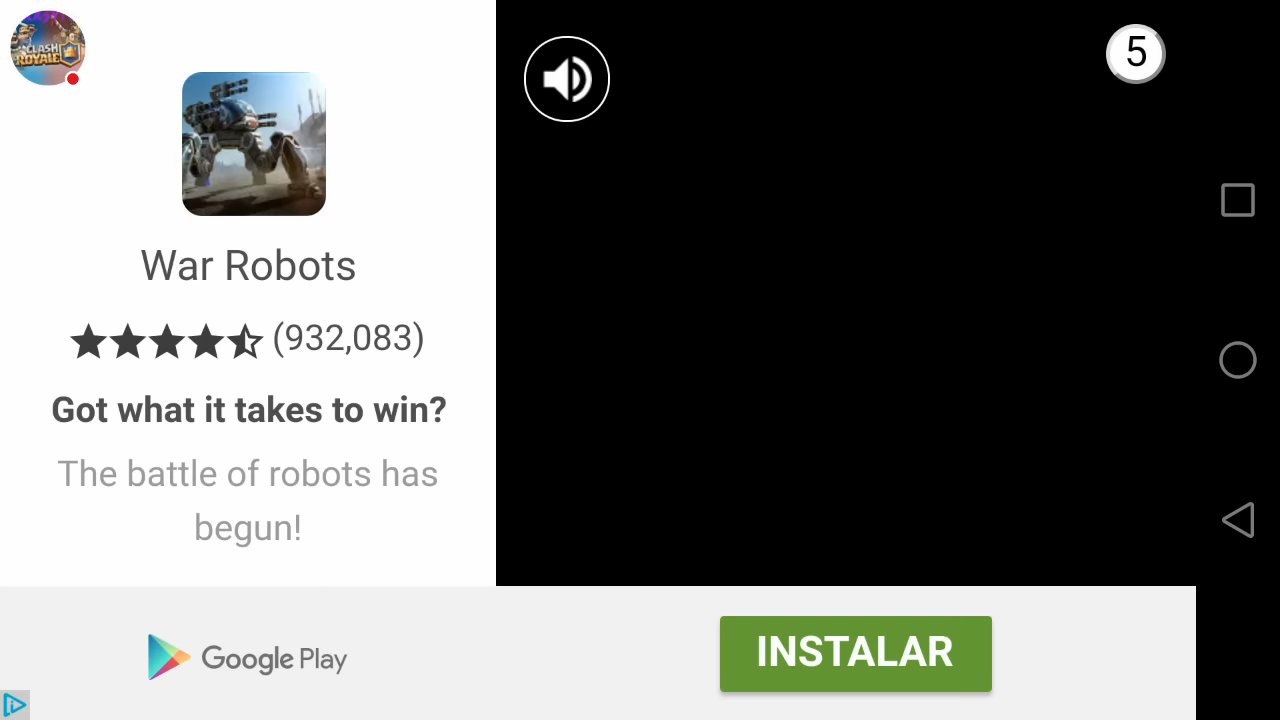 CLASH
ROYALE
5
War Robots
(932,083)
Got what it takes to win?
The battle of robots has
begun!
Google Play
INSTALAR